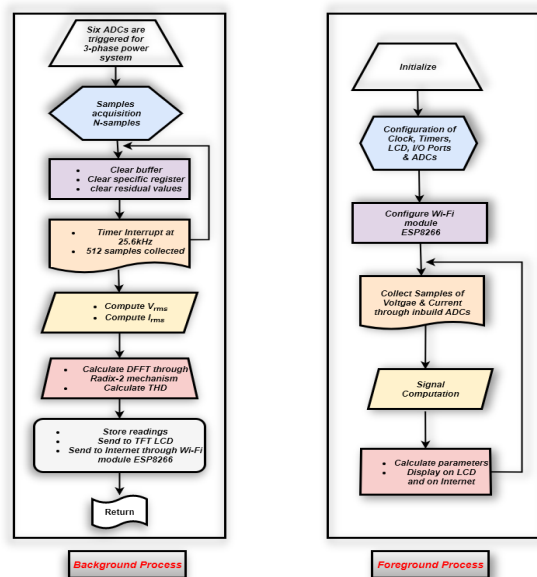 Six ADCs are
triggered for
3-phase power
system
Samples
acquisition
N-samples
Clear buffer
Clear specific register
clear residual values
Timer Interrupt at
25.6kHz
512 samples collected
Compute Vrms
Compute Irms
Calculate DFFT through
Radix-2 mechanism
Calculate THD
Store readings
Send to TFT LCD
Send to Internet through Wi-Fi
module ESP8266
Return
Background Process
Initialize
Configuration of
Clock, Timers,
LCD, I/O Ports
& ADCs
Configure Wi-Fi
module
ESP8266
Collect Samples of
Voltgae & Current
through inbuild ADCs
Signal
Computation
Calculate parameters
Display on LCD
and on Internet
Foreground Process